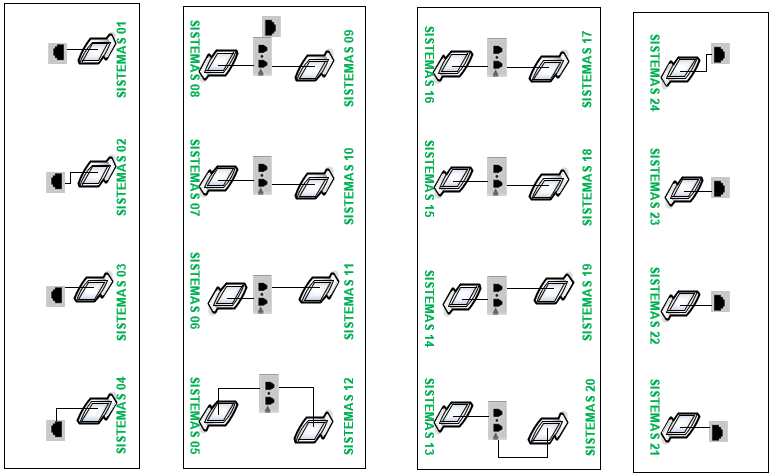 SISTEMAS 01
SISTEMAS 02
SISTEMAS 03
SISTEMAS 04
SISTEMAS 08
SISTEMAS 09
SISTEMAS 07
SISTEMAS 10
SISTEMAS 06
SISTEMAS 11
SISTEMAS 05
SISTEMAS 12
SISTEMAS 16
SISTEMAS 17
SISTEMAS 15
SISTEMAS 18
SISTEMAS 14
SISTEMAS 19
SISTEMAS 13
SISTEMAS 20
SISTEMAS 24
SISTEMAS 23
SISTEMAS 22
SISTEMAS 21